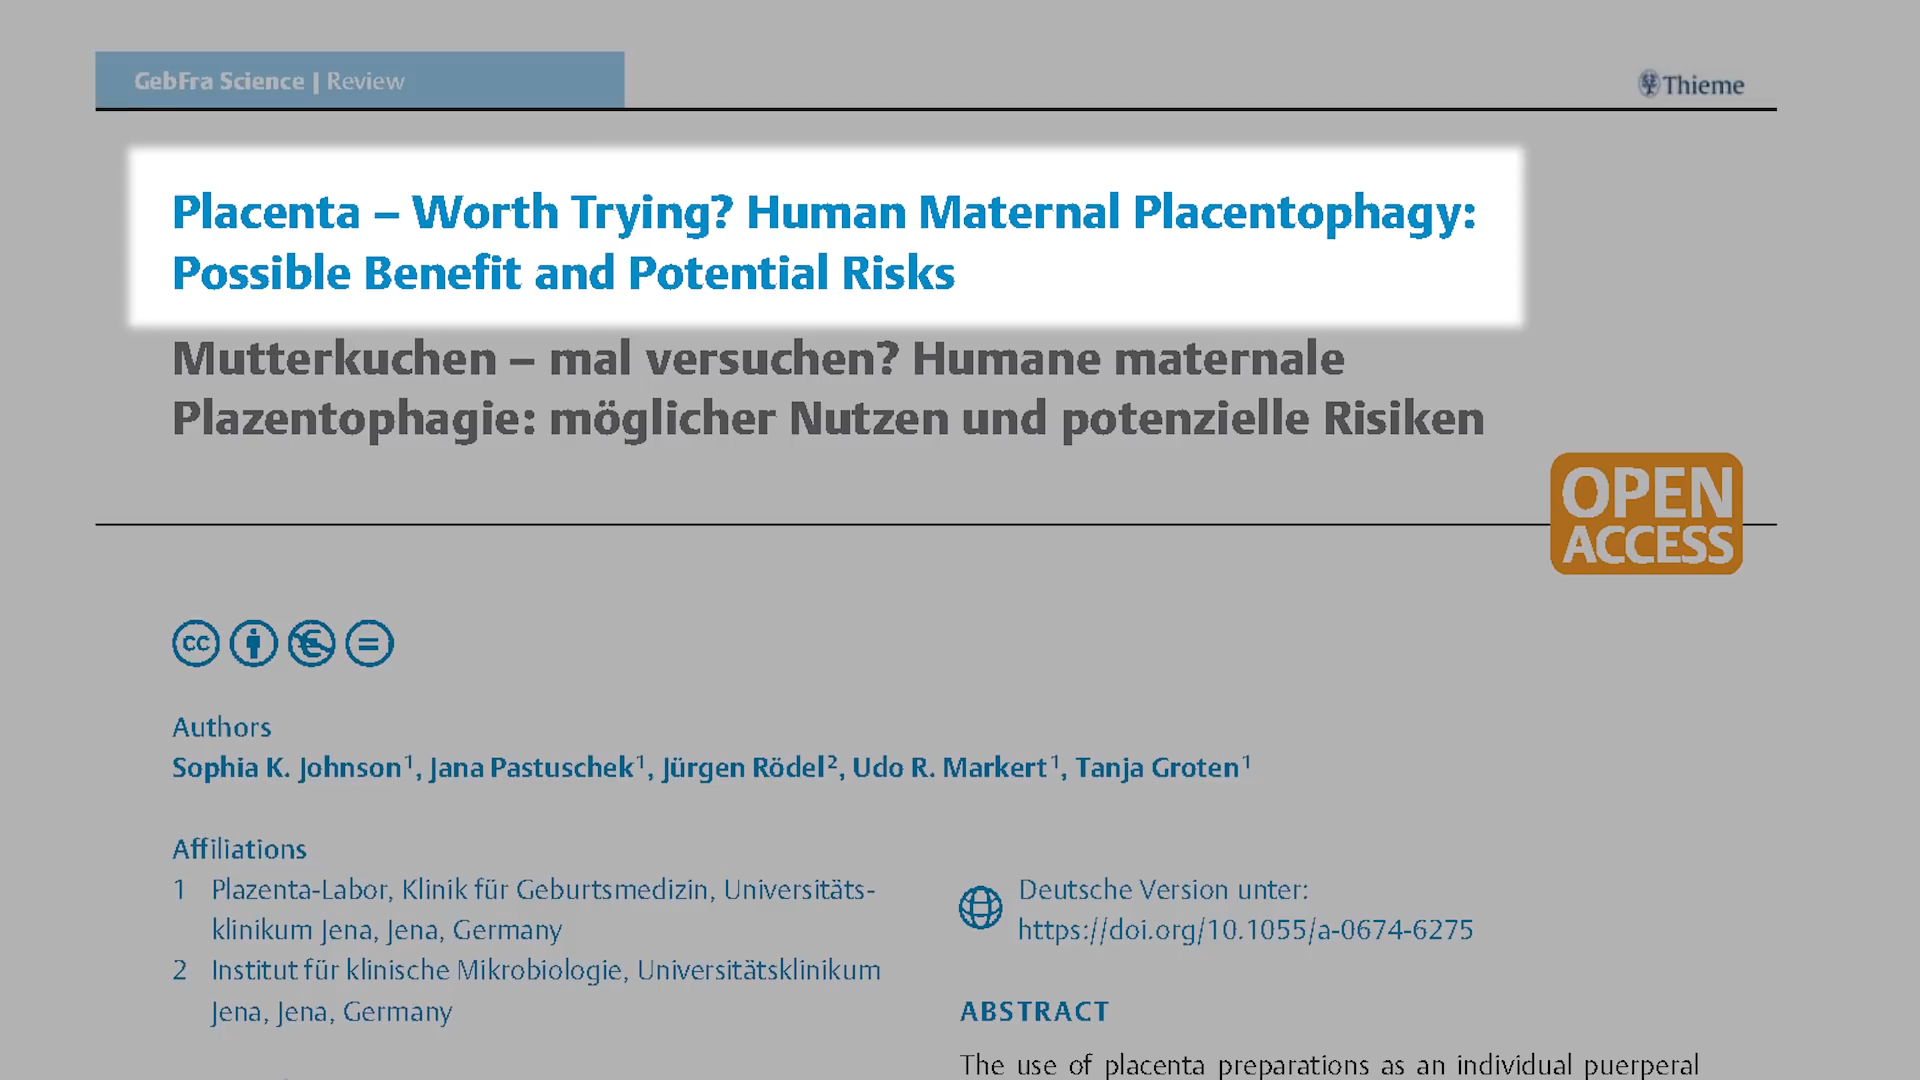 GebFra Science | Review
Thieme
Placenta – Worth Trying? Human Maternal Placentophagy:
Possible Benefit and Potential Risks
Mutterkuchen – mal versuchen? Humane maternale
Plazentophagie: möglicher Nutzen und potenzielle Risiken
OPEN
ACCESS
cc
Authors
Sophia K. Johnson¹, Jana Pastuschek¹, Jürgen Rödel², Udo R. Markert¹, Tanja Groten¹
Affiliations
1 Plazenta-Labor, Klinik für Geburtsmedizin, Universitäts-
klinikum Jena, Jena, Germany
2 Institut für klinische Mikrobiologie, Universitätsklinikum
Jena, Jena, Germany
Deutsche Version unter:
https://doi.org/10.1055/a-0674-6275
ABSTRACT
The use of placenta preparations as an individual puerperal